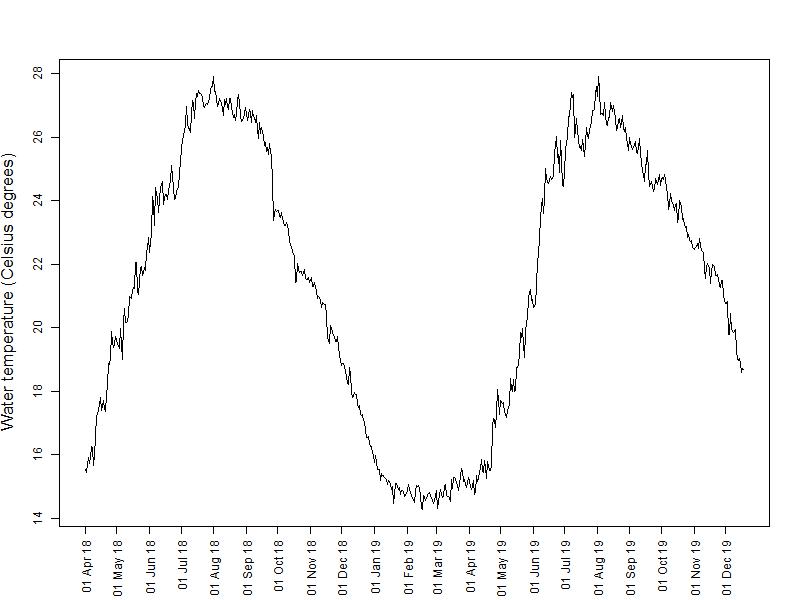 Water temperature (Celsius degrees)
28
26
24
22
20
18
16
14
01 Apr 18
01 May 18
01 Jun 18
01 Jul 18
01 Aug 18
01 Sep 18
01 Oct 18
01 Nov 18
01 Dec 18
01 Jan 19
01 Feb 19
01 Mar 19
01 Apr 19
01 May 19
01 Jun 19
01 Jul 19
01 Aug 19
01 Sep 19
01 Oct 19
01 Nov 19
01 Dec 19